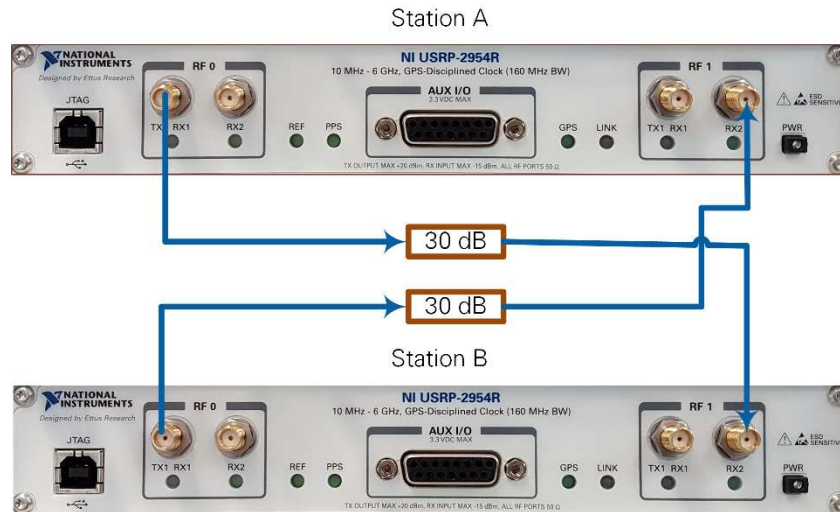 Station A
NATIONAL
INSTRUMENTS
Designed by Ettus Research
NI USRP-2954R
10 MHz - 6 GHz, GPS-Disciplined Clock (160 MHz BW)
RF 0
RF 1
JTAG
AUX I/O
3.3VDC MAX
ESD
SENSITIVE
TX1 RX1
RX2
REF
PPS
GPS
LINK
TX1 RX1
RX2
PWR
TX OUTPUT MAX +20 dBm, RX INPUT MAX -15 dBm, ALL RF PORTS 50 Ω
30 dB
30 dB
Station B
NATIONAL
INSTRUMENTS
Designed by Ettus Research
NI USRP-2954R
10 MHz - 6 GHz, GPS-Disciplined Clock (160 MHz BW)
RF 0
RF 1
JTAG
AUX I/O
3.3VDC MAX
ESD
SENSITIVE
TX1 RX1
RX2
REF
PPS
GPS
LINK
TX1 RX1
RX2
PWR
TX OUTPUT MAX +20 dBm, RX INPUT MAX -15 dBm, ALL RF PORTS 50 Ω